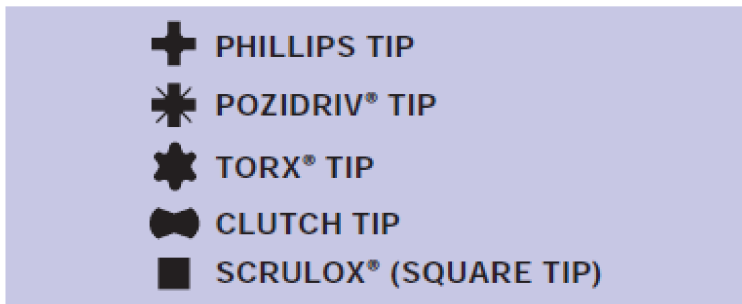 PHILLIPS TIP
POZIDRIV® TIP
TORX® TIP
CLUTCH TIP
SCRULOX® (SQUARE TIP)